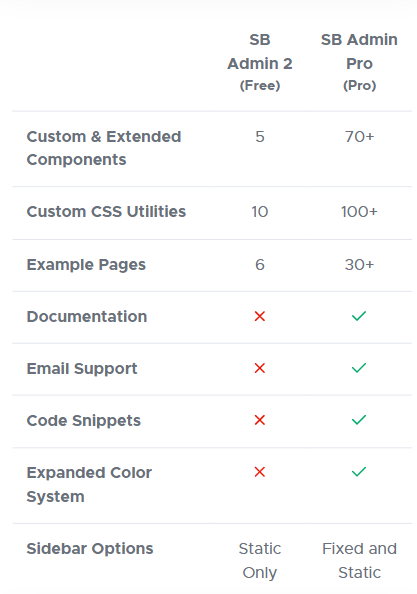 SB
Admin 2
(Free)
SB Admin
Pro
(Pro)
Custom & Extended
Components
5
70+
Custom CSS Utilities
10
100+
Example Pages
6
30+
Documentation
Email Support
Code Snippets
Expanded Color
System
Sidebar Options
Static
Only
Fixed and
Static